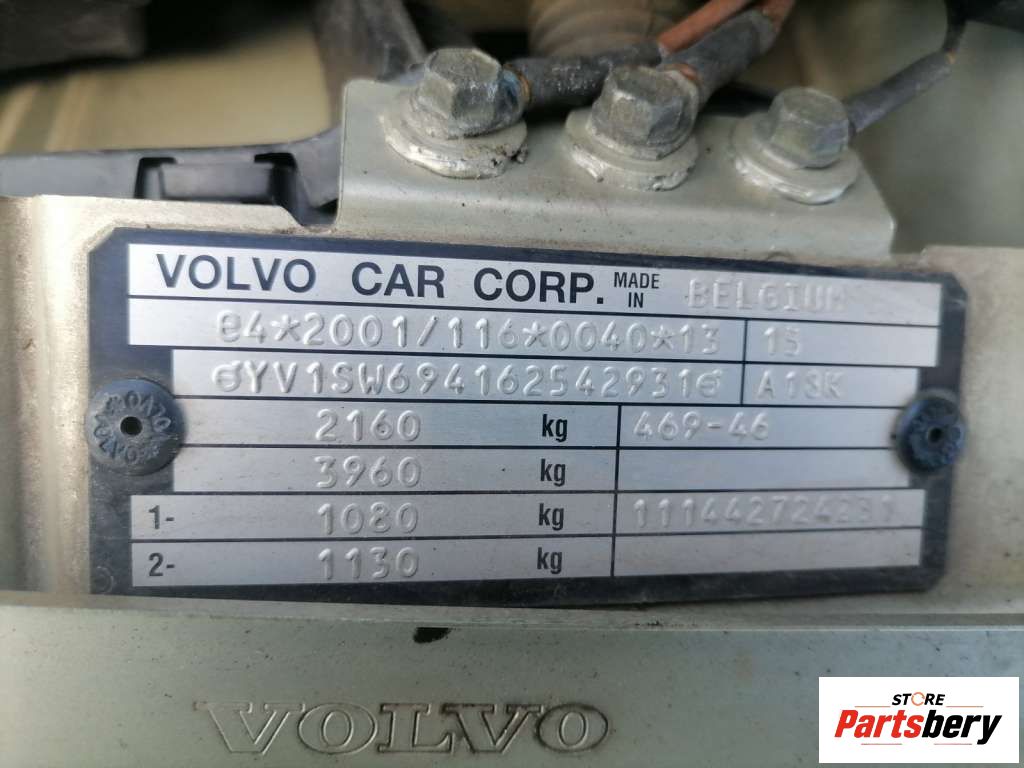 VOLVO CAR CORP. MADE IN BELGIUM
e4*2001/116*0040*13 15
YV1SW694162542931 A13K
2160 kg 469-46
3960 kg
1- 1080 kg 111442724231
2- 1130 kg
VOLVO
STORE
Partsbery